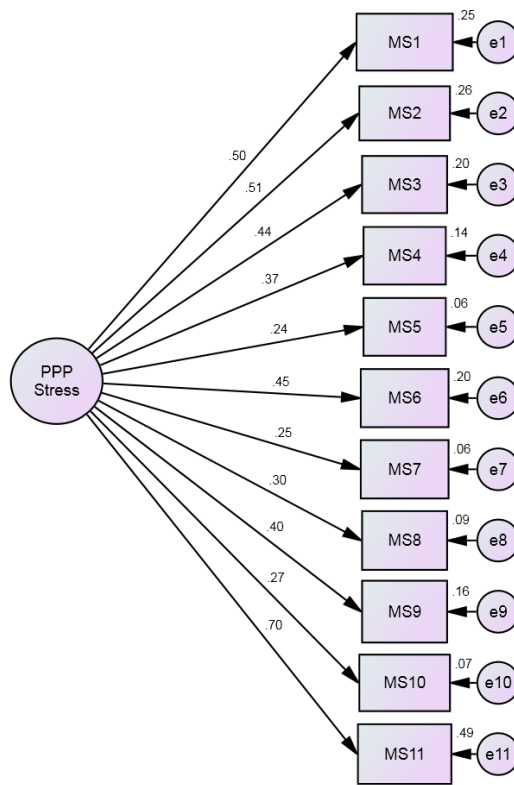 .25
MS1
e1
.26
MS2
e2
.50
.20
MS3
e3
.51
.44
.14
MS4
e4
.37
.06
MS5
e5
.24
PPP
Stress
.45
.20
MS6
e6
.25
.06
MS7
e7
.30
.09
MS8
e8
.40
.16
MS9
e9
.27
.07
MS10
e10
.70
.49
MS11
e11